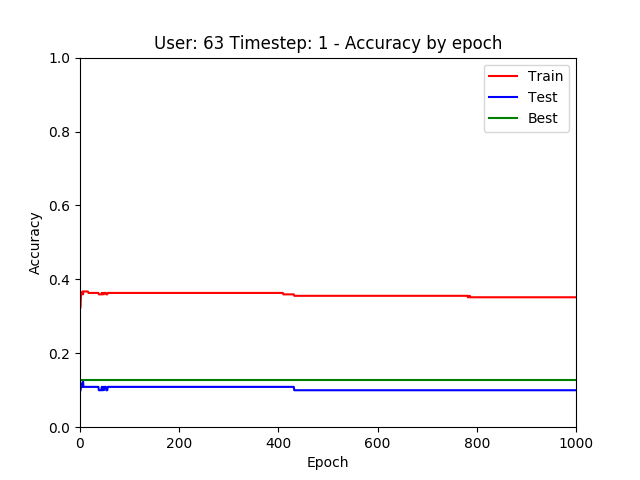 User: 63 Timestep: 1 - Accuracy by epoch
Train
Test
Best
Accuracy
1.0
0.8
0.6
0.4
0.2
0.0
0 200 400 600 800 1000
Epoch